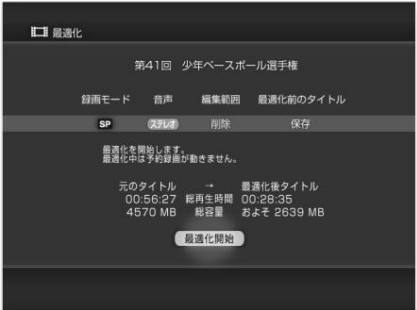 最適化
第41回 少年ベースボール選手権
録画モード 音声 編集範囲 最適化前のタイトル
SP ステレオ 削除 保存
最適化を開始します。
最適化中は予約録画が動きません。
元のタイトル → 最適化後タイトル
00:56:27 総再生時間 00:28:35
4570 MB 総容量 およそ 2639 MB
最適化開始